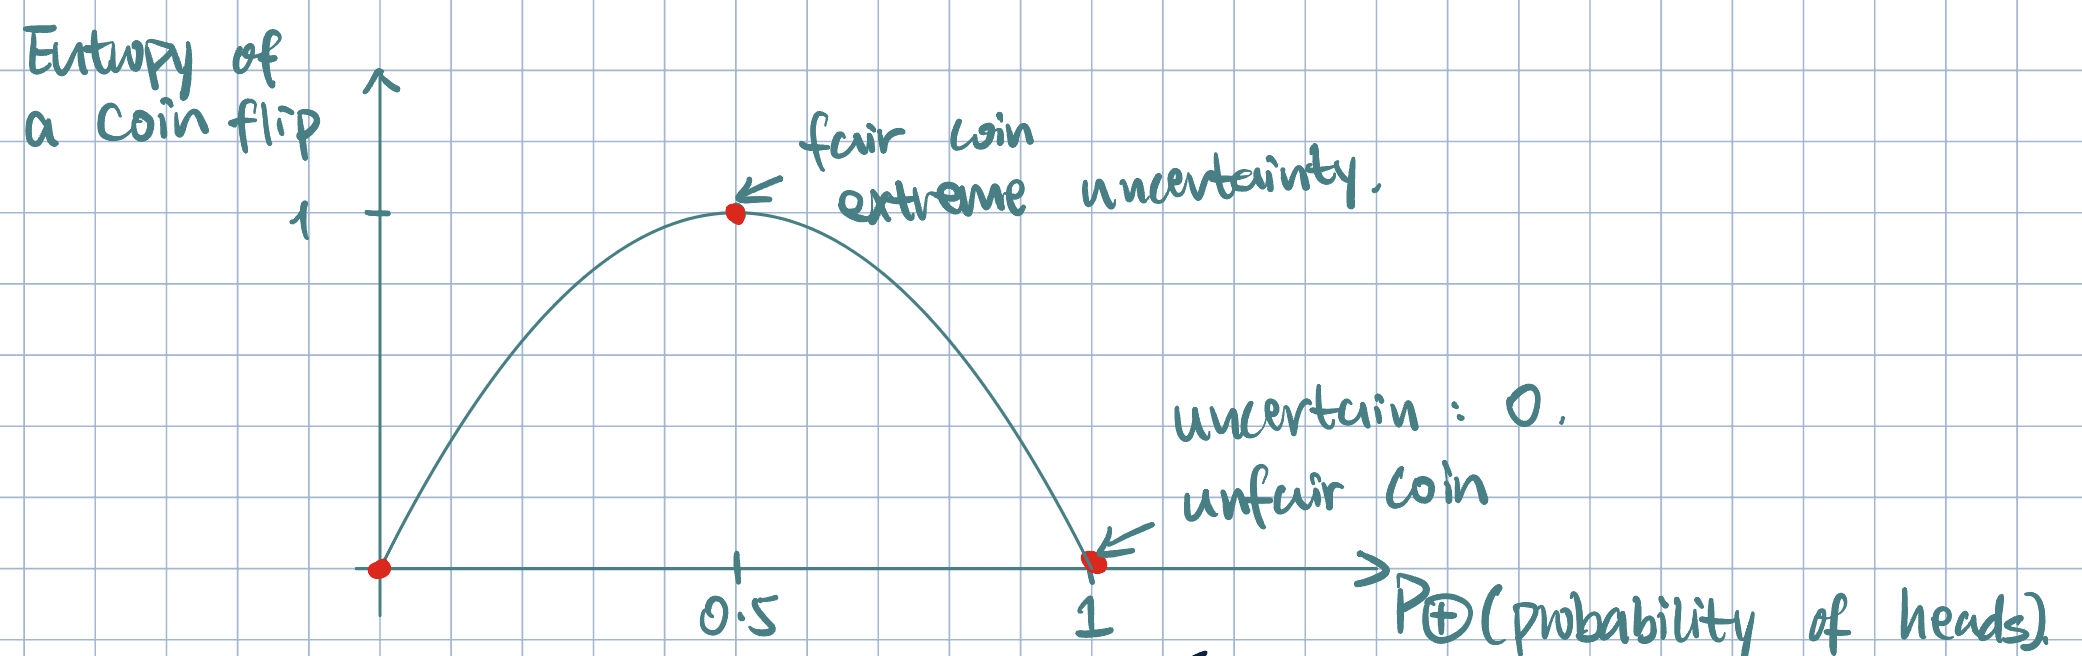 Entropy of
a coin flip
fair coin
extreme uncertainty.
1
uncertain : 0.
unfair coin
0.5
1
P⊕ (probability of heads)